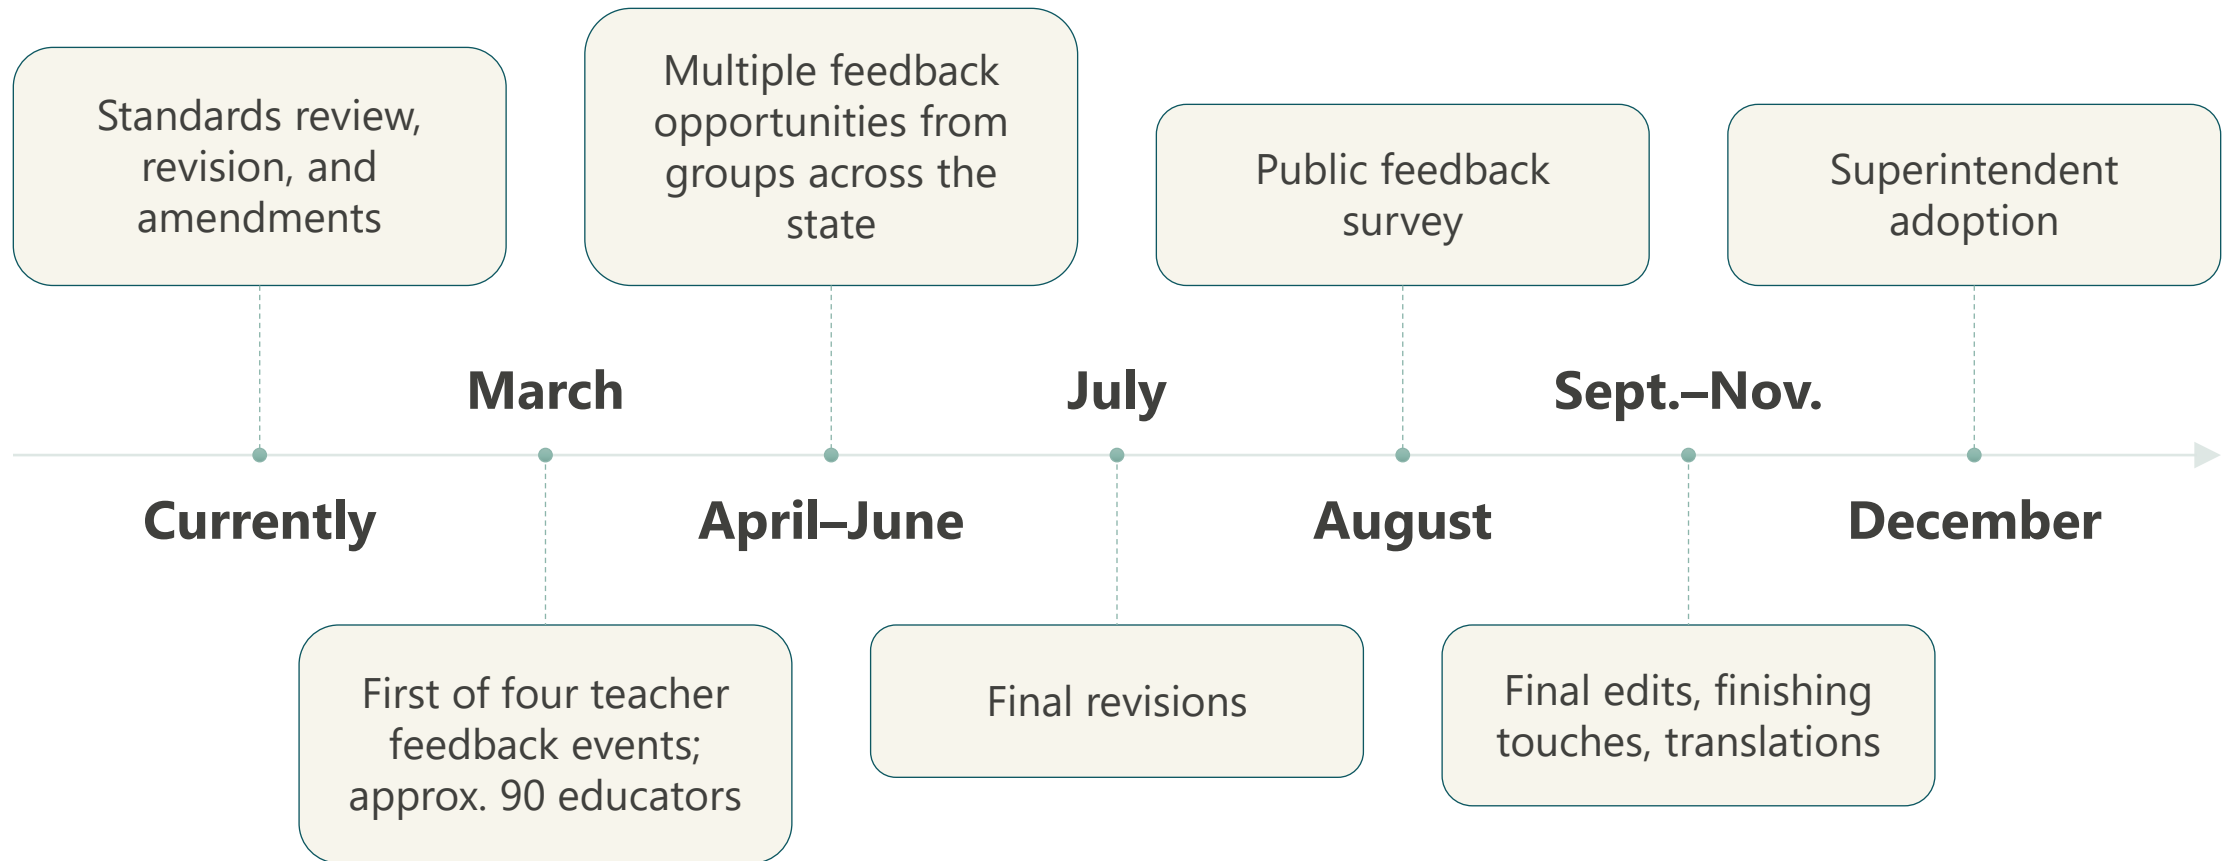 Standards review,
revision, and
amendments
Multiple feedback
opportunities from
groups across the
state
Public feedback
survey
Superintendent
adoption
March
July
Sept.–Nov.
Currently
April–June
August
December
First of four teacher
feedback events;
approx. 90 educators
Final revisions
Final edits, finishing
touches, translations